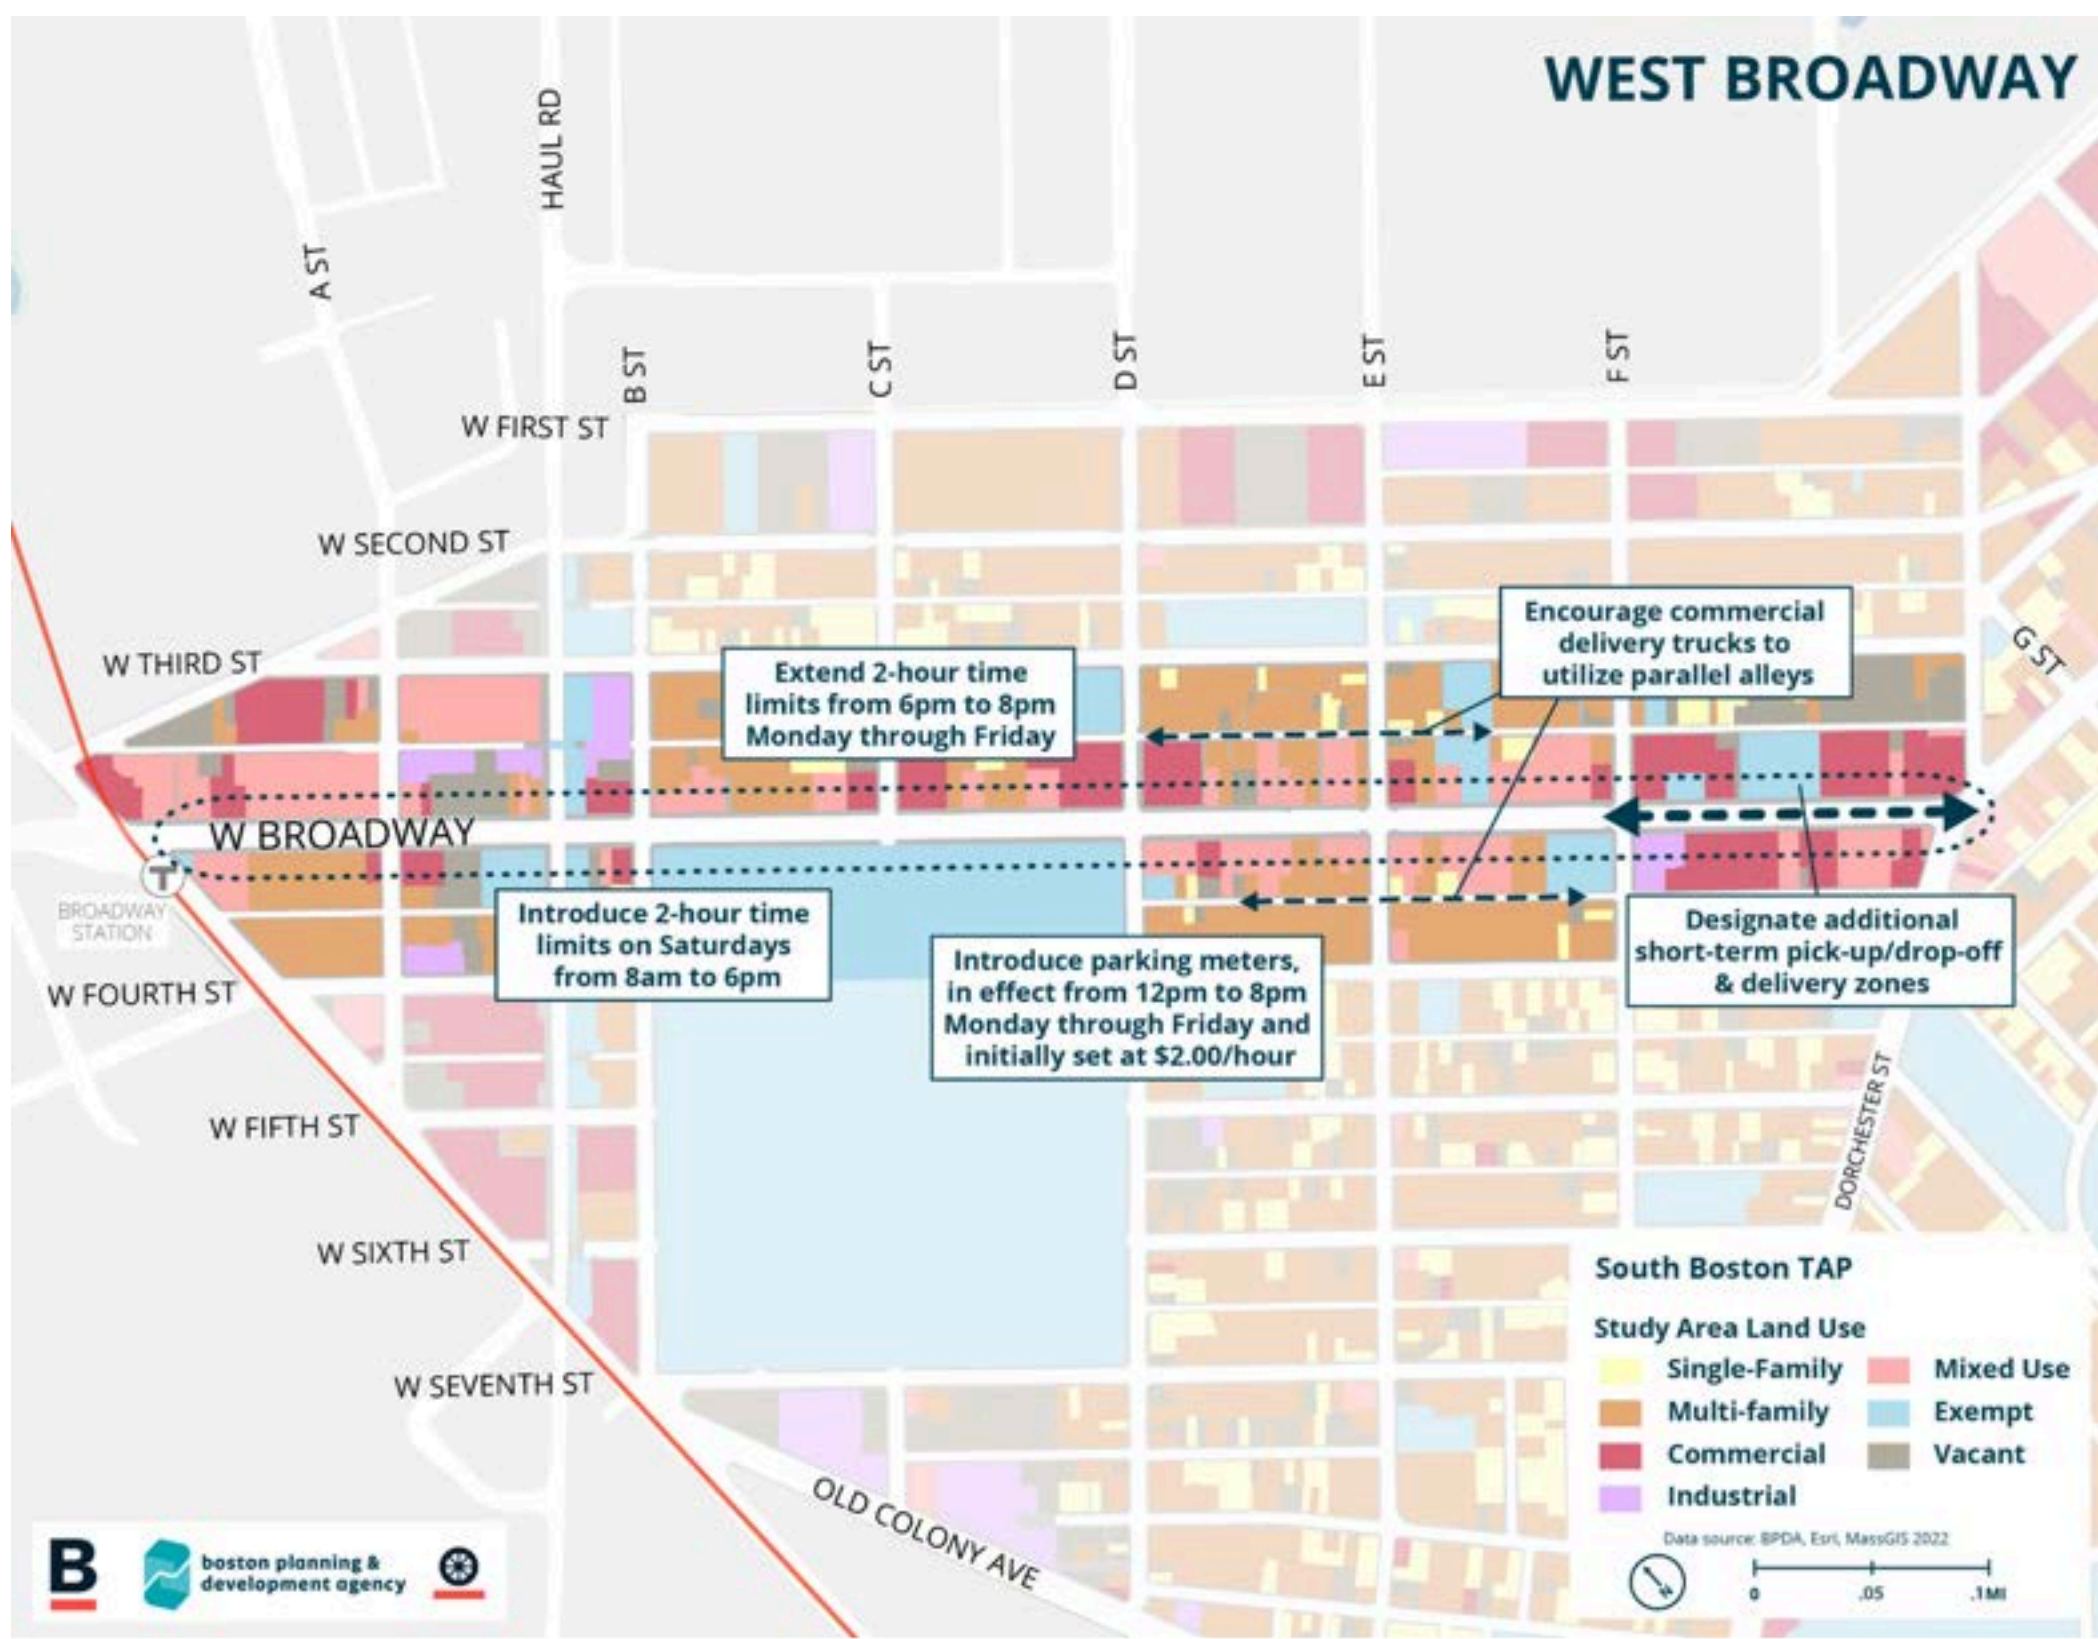 WEST BROADWAY
HAUL RD
A ST
B ST
C ST
D ST
E ST
F ST
W FIRST ST
W SECOND ST
W THIRD ST
G ST
Encourage commercial
delivery trucks to
utilize parallel alleys
Extend 2-hour time
limits from 6pm to 8pm
Monday through Friday
W BROADWAY
T
BROADWAY
STATION
Introduce 2-hour time
limits on Saturdays
from 8am to 6pm
Introduce parking meters,
in effect from 12pm to 8pm
Monday through Friday and
initially set at $2.00/hour
Designate additional
short-term pick-up/drop-off
& delivery zones
W FOURTH ST
W FIFTH ST
W SIXTH ST
W SEVENTH ST
DORCHESTER ST
OLD COLONY AVE
South Boston TAP
Study Area Land Use
Single-Family
Multi-family
Commercial
Industrial
Mixed Use
Exempt
Vacant
Data source: BPDA, Esri, MassGIS 2022
N
0 .05 .1MI
B
boston planning &
development agency